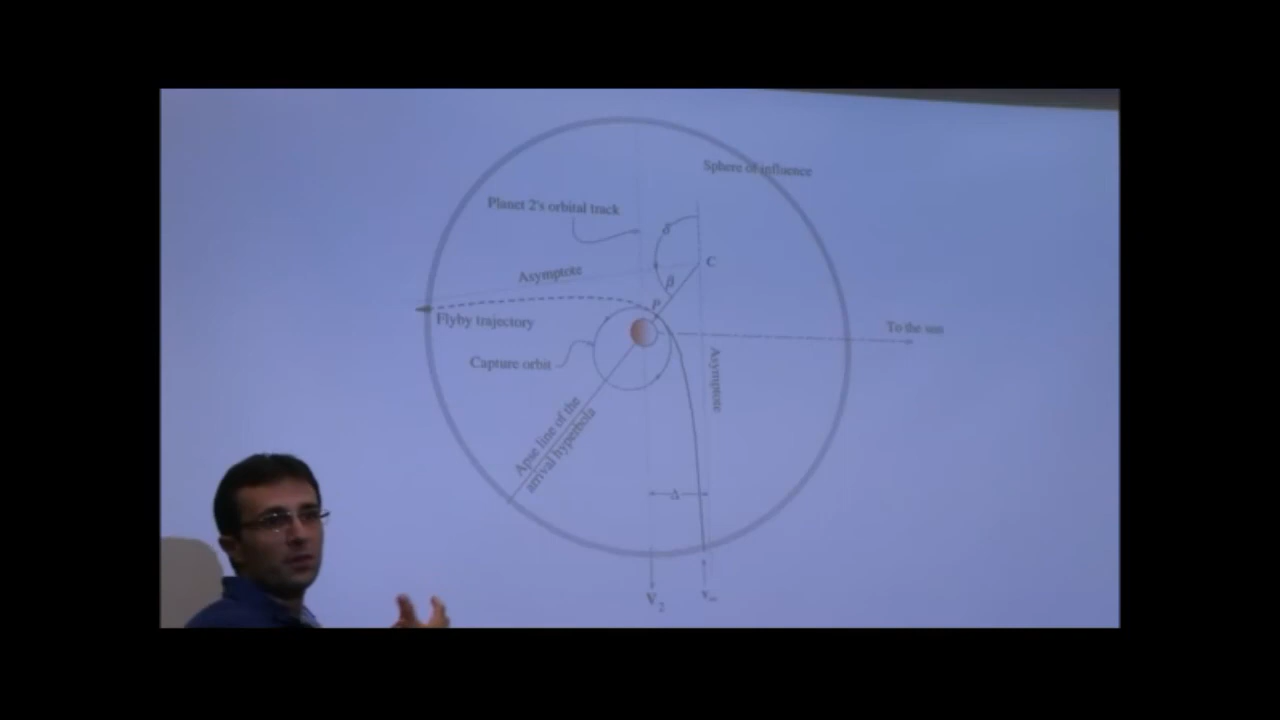 Sphere of influence
Planet 2's orbital track
δ
C
Asymptote
β
P
Flyby trajectory
To the sun
Capture orbit
Asymptote
Apse line of the
arrival hyperbola
Δ
V2
v∞